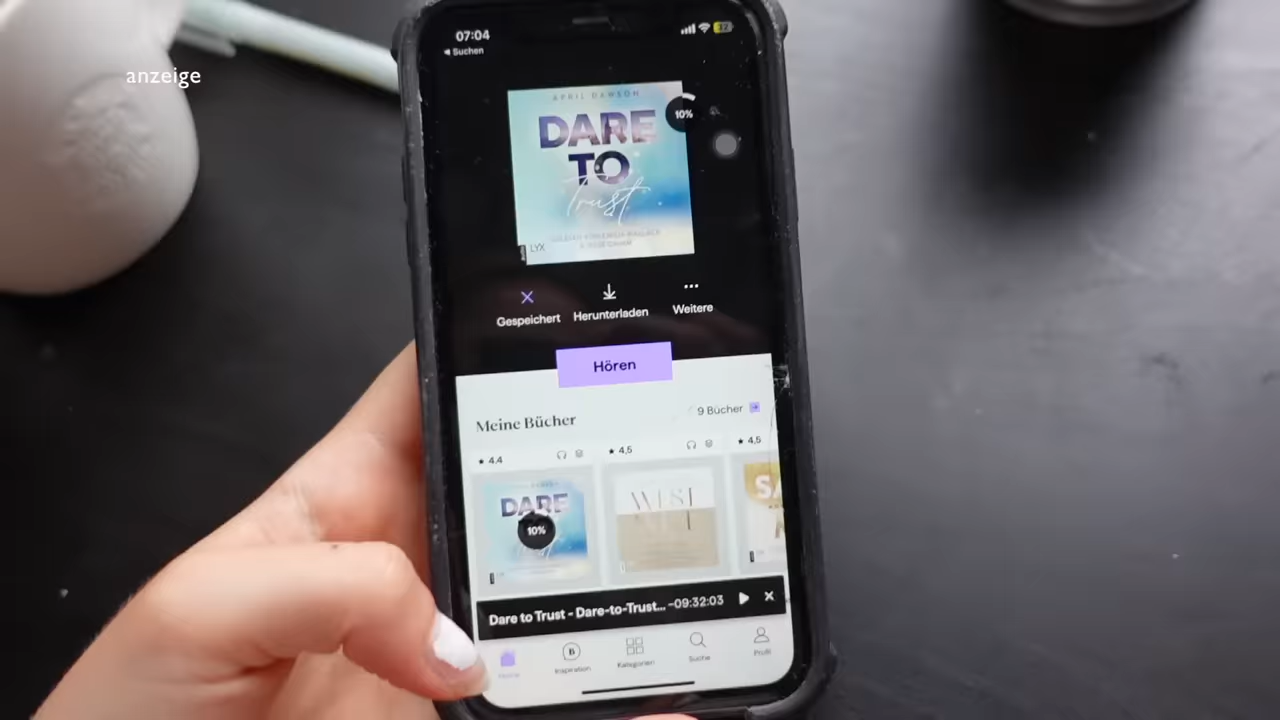 anzeige
07:04
◀ Suchen
32
APRIL DAWSON
DARE
TO
Trust
LYX
10%
Gespeichert
Herunterladen
Weitere
Hören
Meine Bücher
9 Bücher
★ 4,4
★ 4,5
★ 4,5
DARE
10%
Dare to Trust - Dare-to-Trust... -09:32:03
Home
Inspiration
Kategorien
Suche
Profil